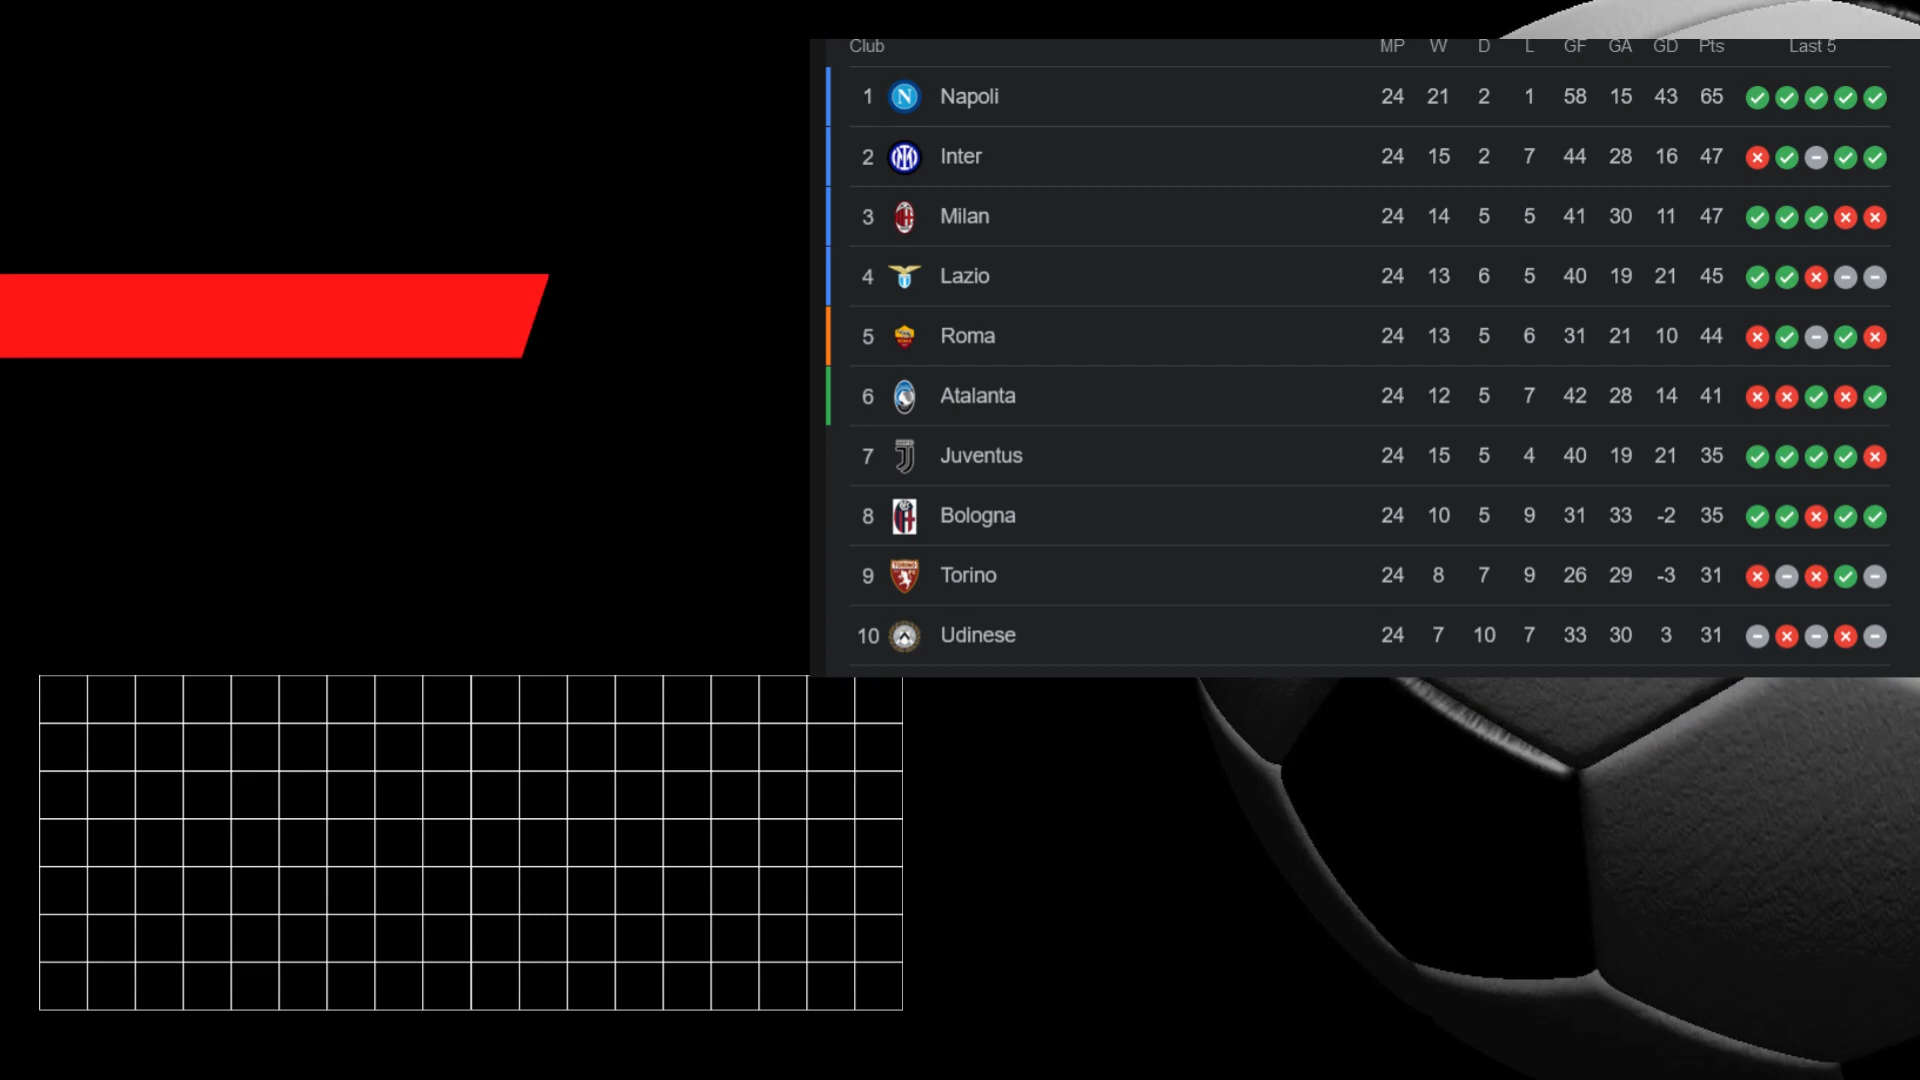 Club MP W D L GF GA GD Pts Last 5
1 Napoli 24 21 2 1 58 15 43 65
2 Inter 24 15 2 7 44 28 16 47
3 Milan 24 14 5 5 41 30 11 47
4 Lazio 24 13 6 5 40 19 21 45
5 Roma 24 13 5 6 31 21 10 44
6 Atalanta 24 12 5 7 42 28 14 41
7 Juventus 24 15 5 4 40 19 21 35
8 Bologna 24 10 5 9 31 33 -2 35
9 Torino 24 8 7 9 26 29 -3 31
10 Udinese 24 7 10 7 33 30 3 31